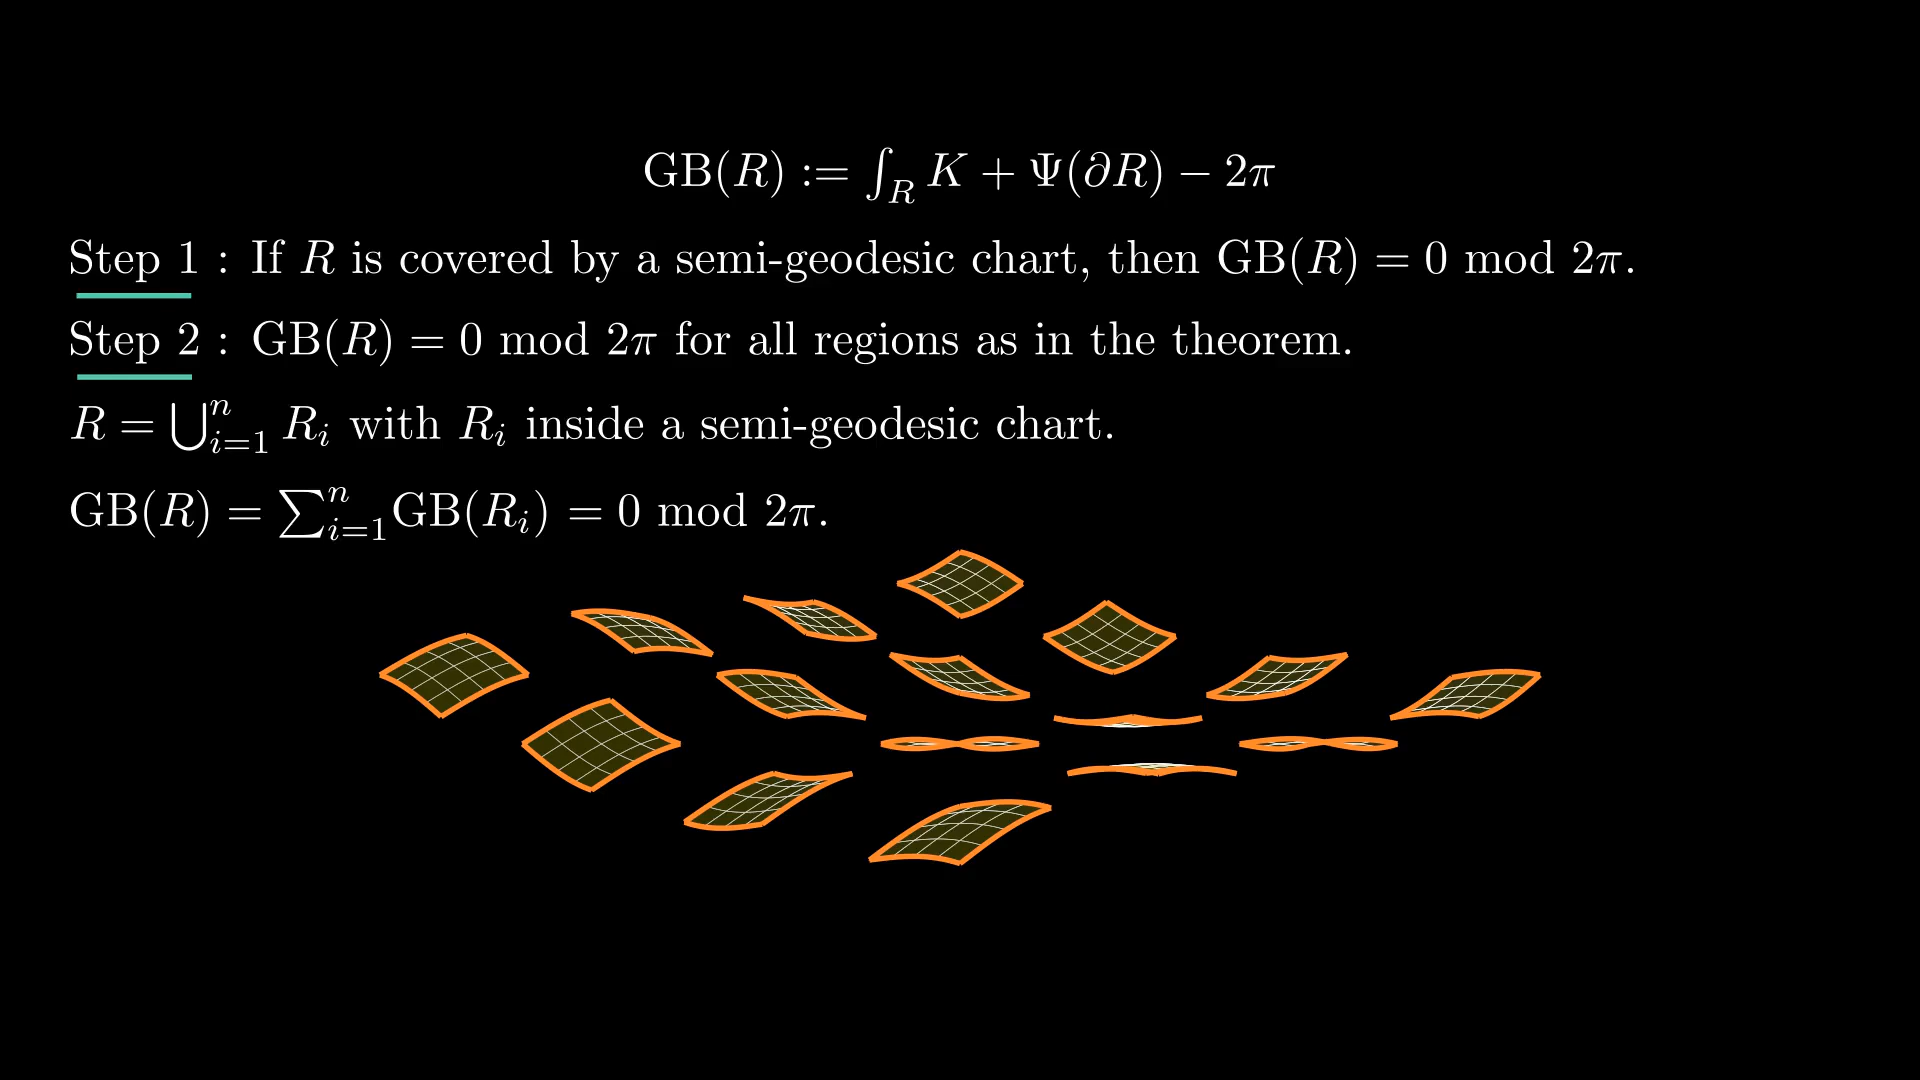 GB(R) := ∫_R K + Ψ(∂R) − 2π
Step 1 : If R is covered by a semi-geodesic chart, then GB(R) = 0 mod 2π.
Step 2 : GB(R) = 0 mod 2π for all regions as in the theorem.
R = ⋃_{i=1}^n R_i with R_i inside a semi-geodesic chart.
GB(R) = ∑_{i=1}^n GB(R_i) = 0 mod 2π.